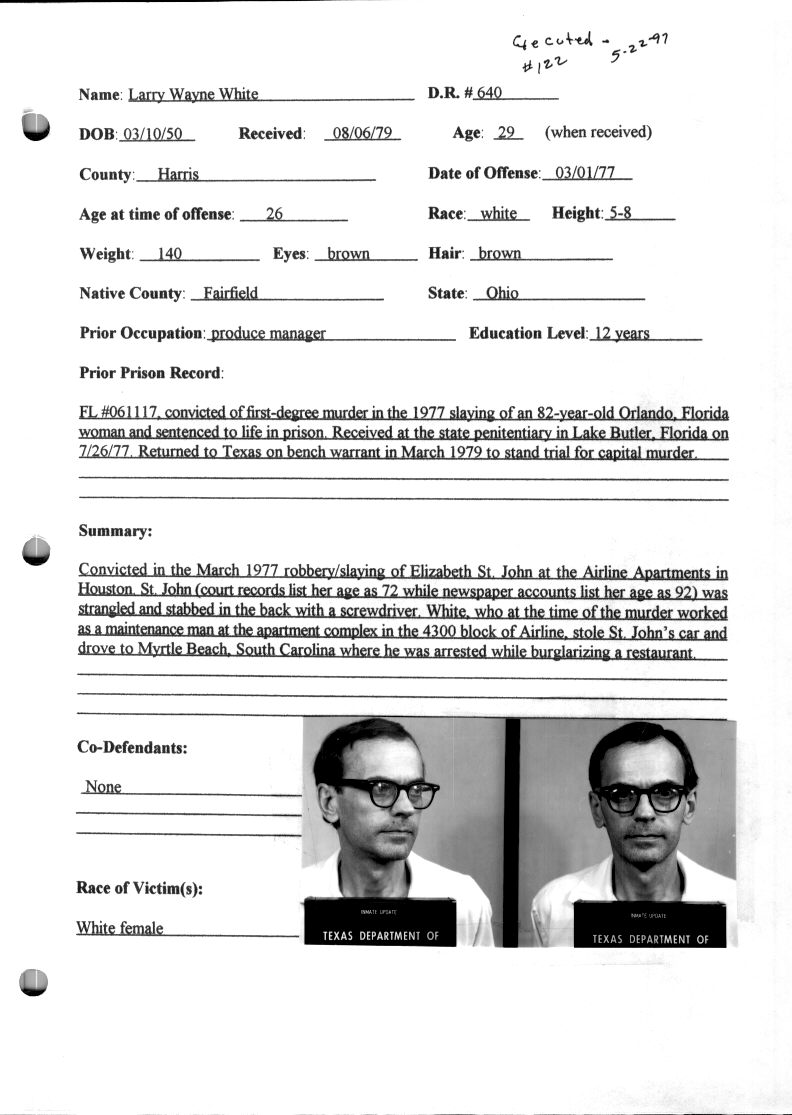 Executed - 5-22-97
#122
Name: Larry Wayne White D.R. # 640
DOB: 03/10/50 Received: 08/06/79 Age: 29 (when received)
County: Harris Date of Offense: 03/01/77
Age at time of offense: 26 Race: white Height: 5-8
Weight: 140 Eyes: brown Hair: brown
Native County: Fairfield State: Ohio
Prior Occupation: produce manager Education Level: 12 years
Prior Prison Record:
FL #061117, convicted of first-degree murder in the 1977 slaying of an 82-year-old Orlando, Florida
woman and sentenced to life in prison. Received at the state penitentiary in Lake Butler, Florida on
7/26/77. Returned to Texas on bench warrant in March 1979 to stand trial for capital murder.
Summary:
Convicted in the March 1977 robbery/slaying of Elizabeth St. John at the Airline Apartments in
Houston. St. John (court records list her age as 72 while newspaper accounts list her age as 92) was
strangled and stabbed in the back with a screwdriver. White, who at the time of the murder worked
as a maintenance man at the apartment complex in the 4300 block of Airline, stole St. John's car and
drove to Myrtle Beach, South Carolina where he was arrested while burglarizing a restaurant.
Co-Defendants:
None
Race of Victim(s):
White female
INMATE UPDATE
TEXAS DEPARTMENT OF
INMATE UPDATE
TEXAS DEPARTMENT OF